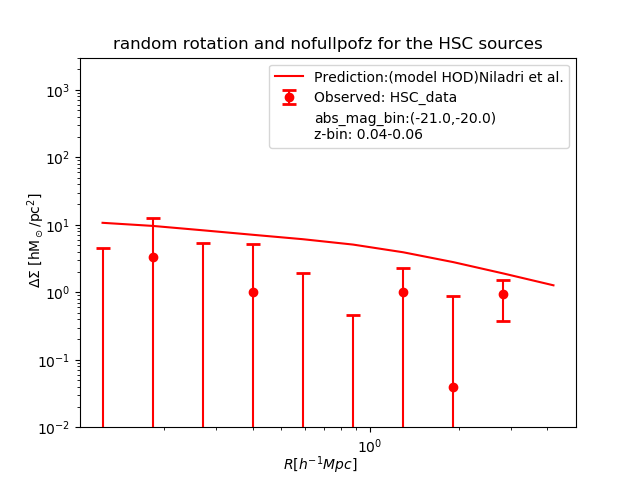 random rotation and nofullpofz for the HSC sources
Prediction:(model HOD)Niladri et al.
Observed: HSC_data
abs_mag_bin:(-21.0,-20.0)
z-bin: 0.04-0.06
ΔΣ [hM⊙/pc²]
10³
10²
10¹
10⁰
10⁻¹
10⁻²
10⁰
R[h⁻¹Mpc]